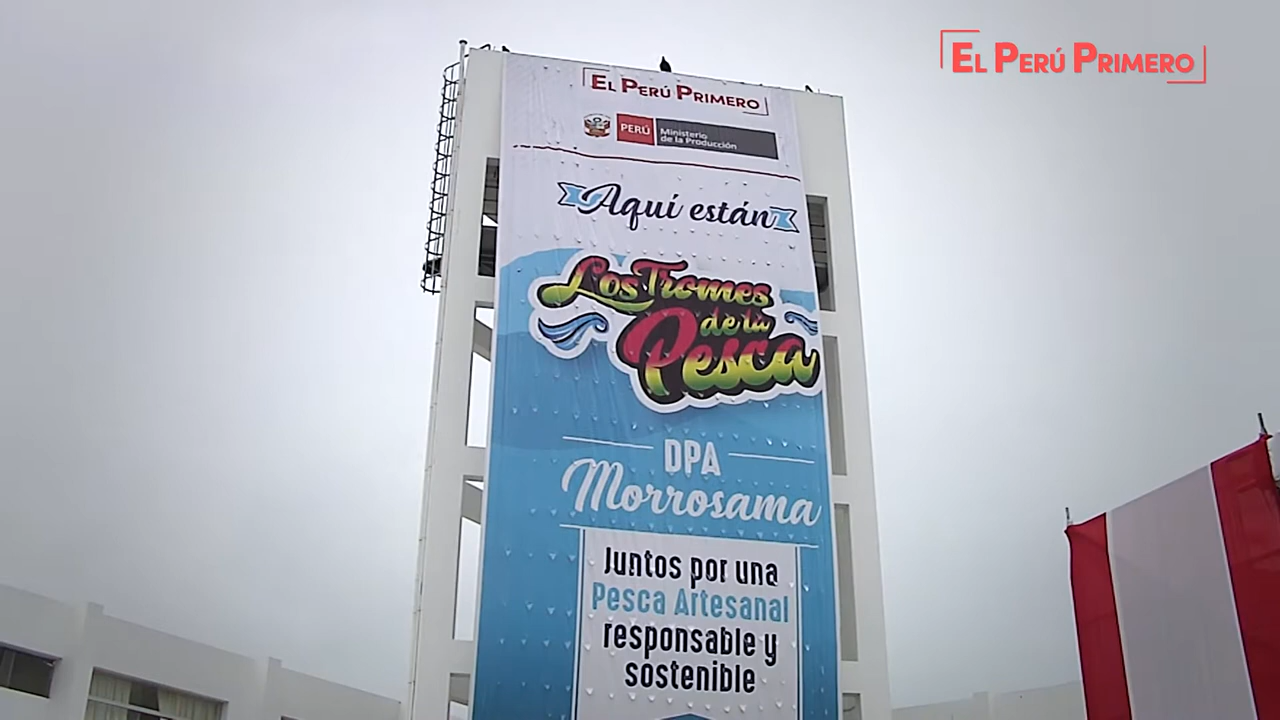 EL PERÚ PRIMERO
EL PERÚ PRIMERO
PERÚ
Ministerio
de la Producción
Aquí están
Los Tromes
de la
Pesca
DPA
Morrosama
Juntos por una
Pesca Artesanal
responsable y
sostenible